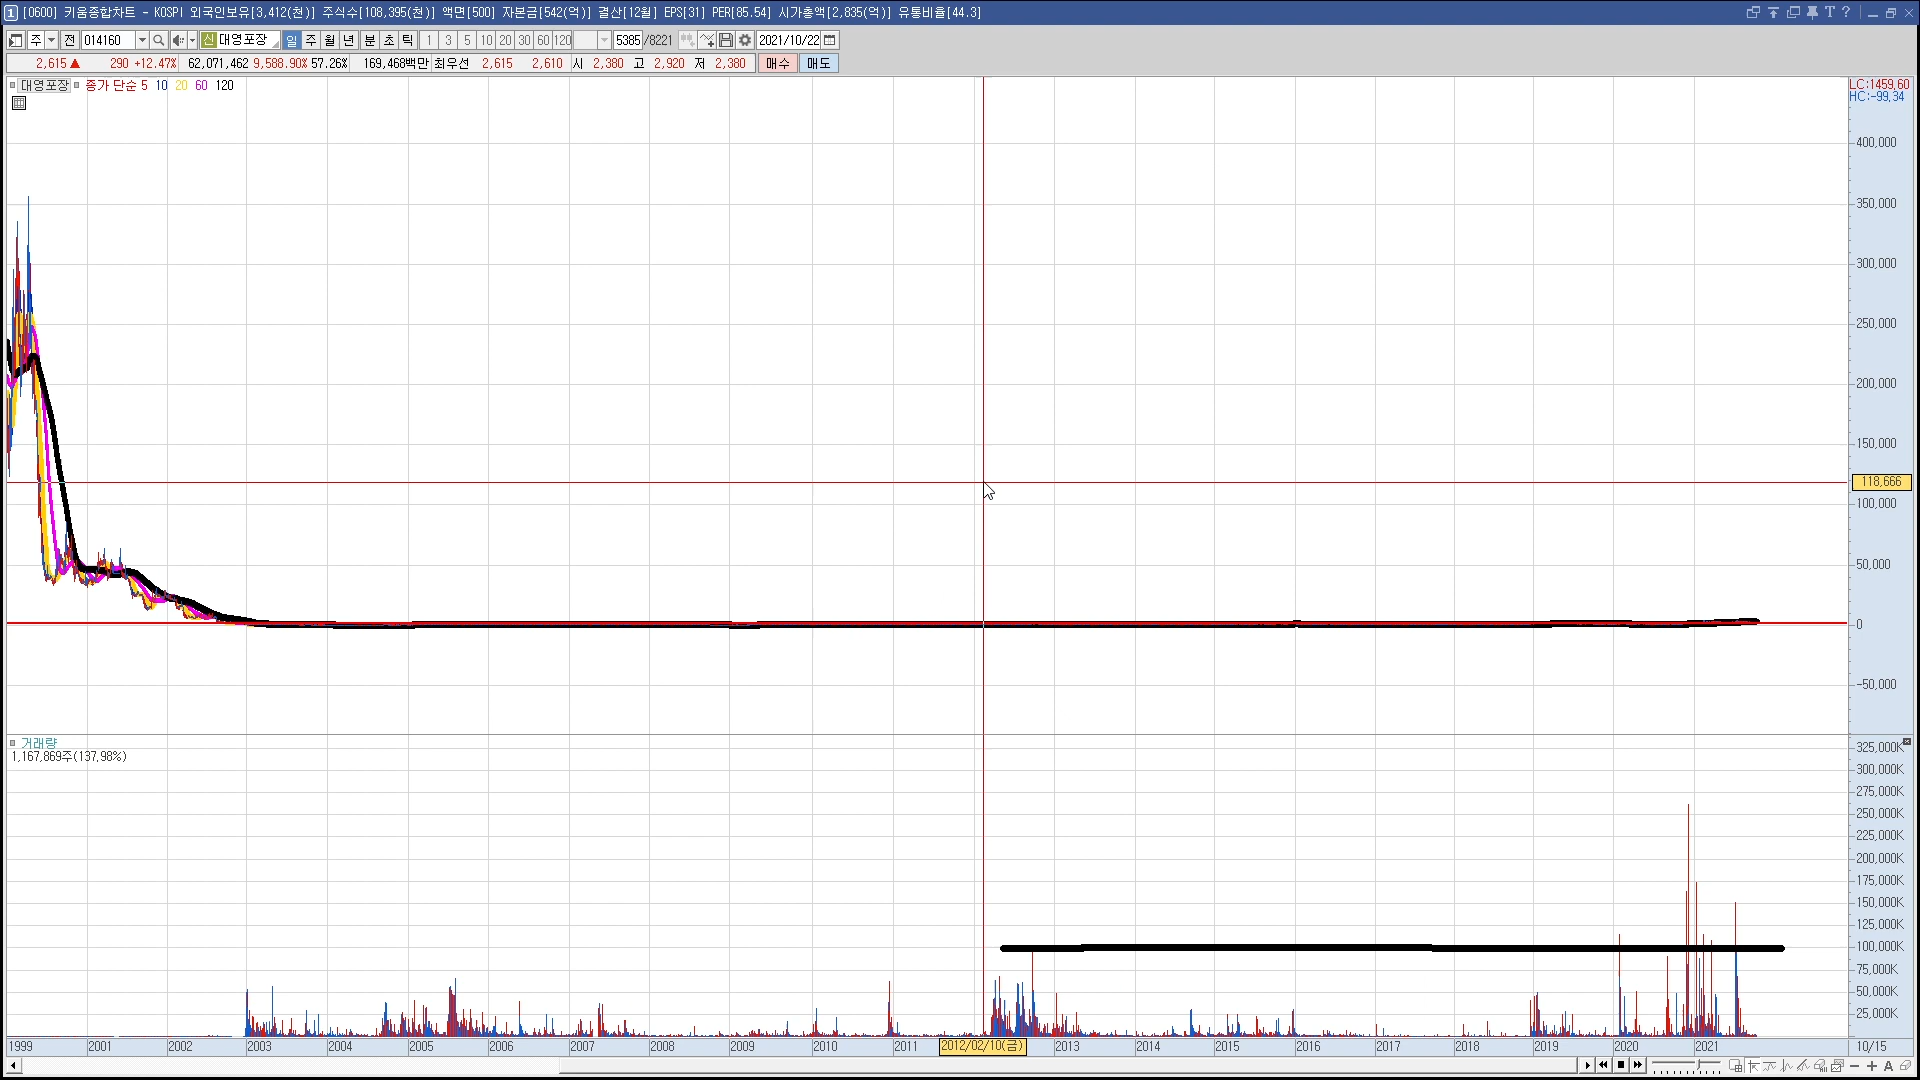 1 [0600] 키움종합차트 - KOSPI 외국인보유[3,412(천)] 주식수[108,395(천)] 액면[500] 자본금[542(억)] 결산[12월] EPS[31] PER[85.54] 시가총액[2,835(억)] 유통비율[44.3] T ?
주 전 014160 신 대영포장 일 주 월 년 분 초 틱 1 3 5 10 20 30 60 120 5385 /8221 2021/10/22
2,615 ▲ 290 +12.47% 62,071,462 9,588.90% 57.26% 169,468백만 최우선 2,615 2,610 시 2,380 고 2,920 저 2,380 매수 매도
대영포장 종가 단순 5 10 20 60 120
LC:1459.60
HC:-99.34
400,000
350,000
300,000
250,000
200,000
150,000
118,666
100,000
50,000
0
-50,000
거래량
1,167,869주(137.98%)
325,000K
300,000K
275,000K
250,000K
225,000K
200,000K
175,000K
150,000K
125,000K
100,000K
75,000K
50,000K
25,000K
1999 2001 2002 2003 2004 2005 2006 2007 2008 2009 2010 2011 2012/02/10(금) 2013 2014 2015 2016 2017 2018 2019 2020 2021 10/15
A